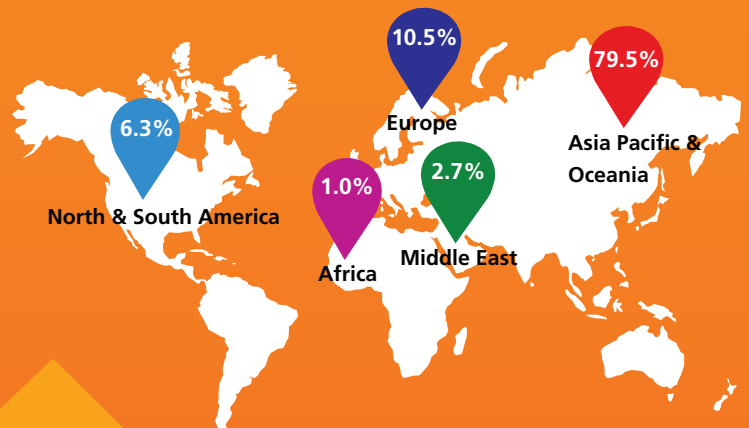 10.5%
Europe
79.5%
Asia Pacific &
Oceania
6.3%
North & South America
1.0%
Africa
2.7%
Middle East